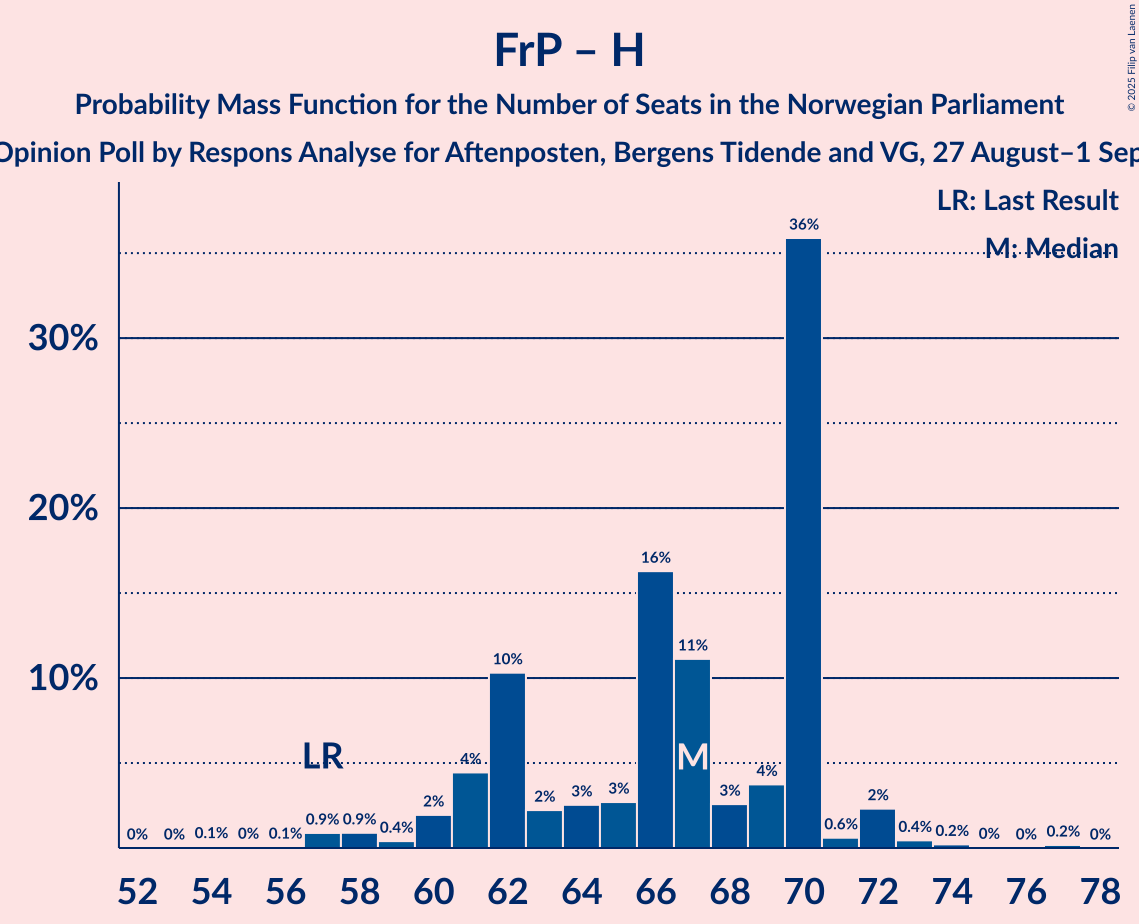 FrP – H
Probability Mass Function for the Number of Seats in the Norwegian Parliament
Opinion Poll by Respons Analyse for Aftenposten, Bergens Tidende and VG, 27 August–1 Sep
© 2025 Filip van Laenen
LR: Last Result
M: Median
30%
20%
10%
0% 0% 0.1% 0% 0.1% 0.9% 0.9% 0.4% 2% 4% 10% 2% 3% 3% 16% 11% 3% 4% 36% 0.6% 2% 0.4% 0.2% 0% 0% 0.2% 0%
LR M
52 54 56 58 60 62 64 66 68 70 72 74 76 78